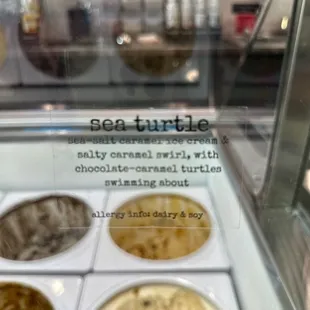 sea turtle
sea-salt caramel ice cream &
salty caramel swirl, with
chocolate-caramel turtles
swimming about
allergy info: dairy & soy